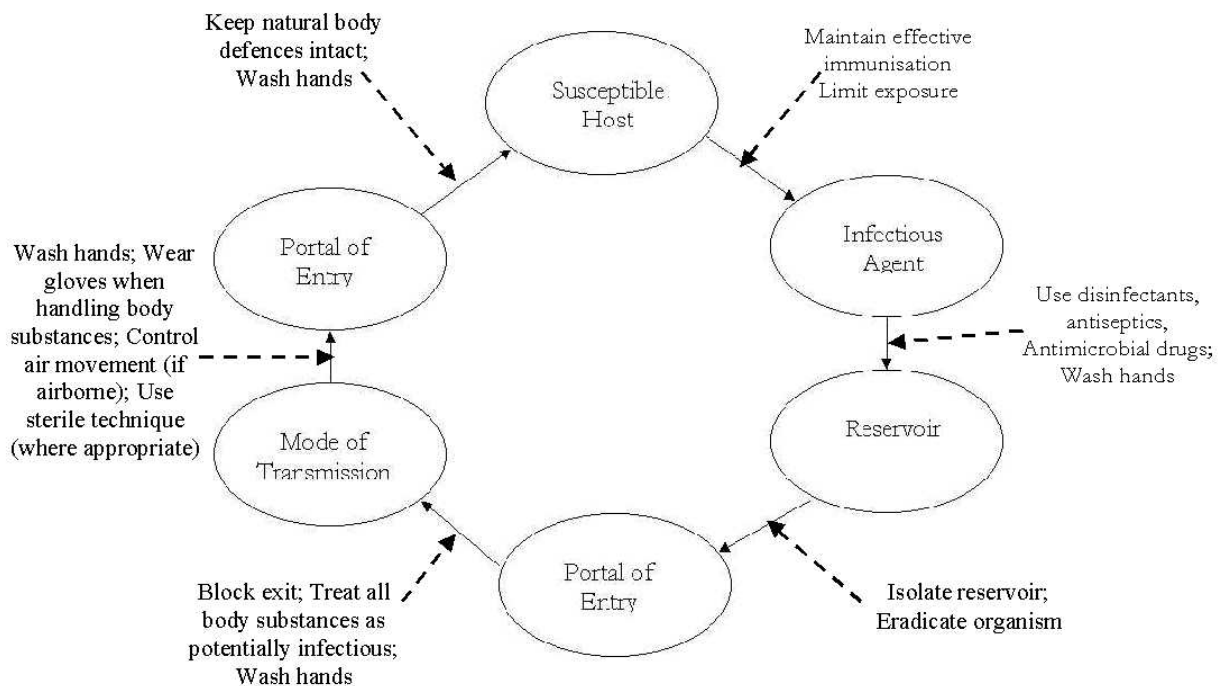 Keep natural body
defences intact;
Wash hands
Maintain effective
immunisation
Limit exposure
Susceptible
Host
Portal of
Entry
Infectious
Agent
Wash hands; Wear
gloves when
handling body
substances; Control
air movement (if
airborne); Use
sterile technique
(where appropriate)
Use disinfectants,
antiseptics,
Antimicrobial drugs;
Wash hands
Mode of
Transmission
Reservoir
Portal of
Entry
Block exit; Treat all
body substances as
potentially infectious;
Wash hands
Isolate reservoir;
Eradicate organism